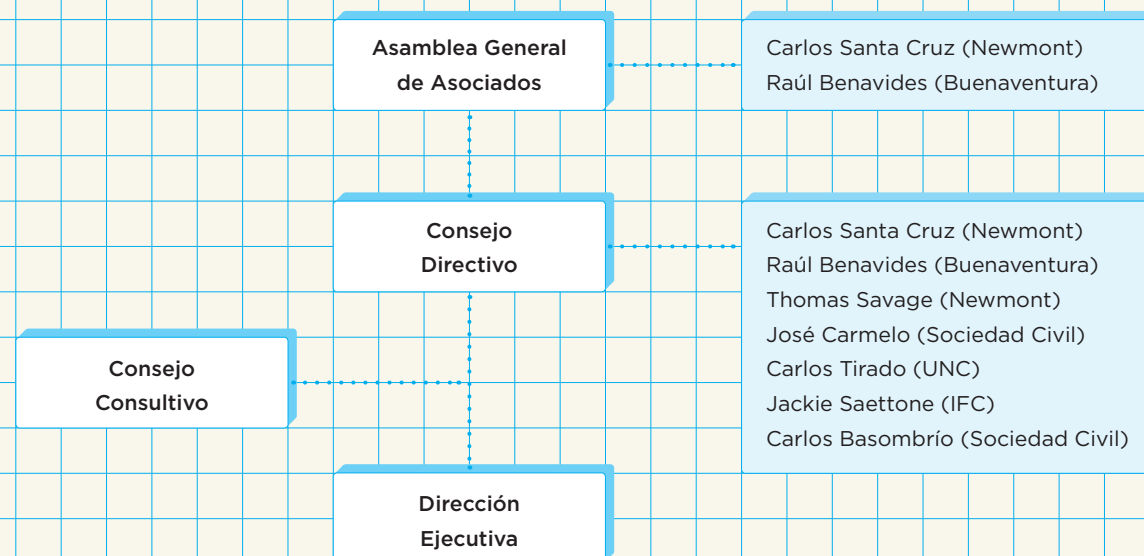 Asamblea General
de Asociados
Carlos Santa Cruz (Newmont)
Raúl Benavides (Buenaventura)
Consejo
Directivo
Carlos Santa Cruz (Newmont)
Raúl Benavides (Buenaventura)
Thomas Savage (Newmont)
José Carmelo (Sociedad Civil)
Carlos Tirado (UNC)
Jackie Saettone (IFC)
Carlos Basombrío (Sociedad Civil)
Consejo
Consultivo
Dirección
Ejecutiva